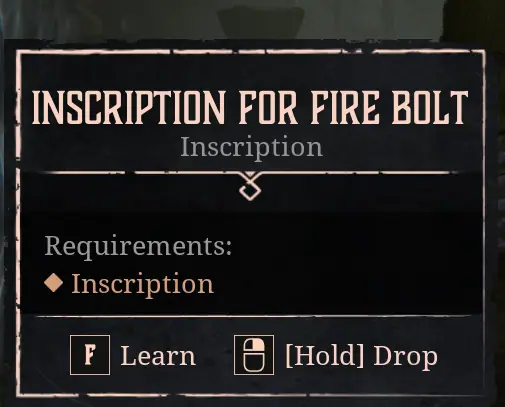 INSCRIPTION FOR FIRE BOLT
Inscription
Requirements:
Inscription
F Learn [Hold] Drop